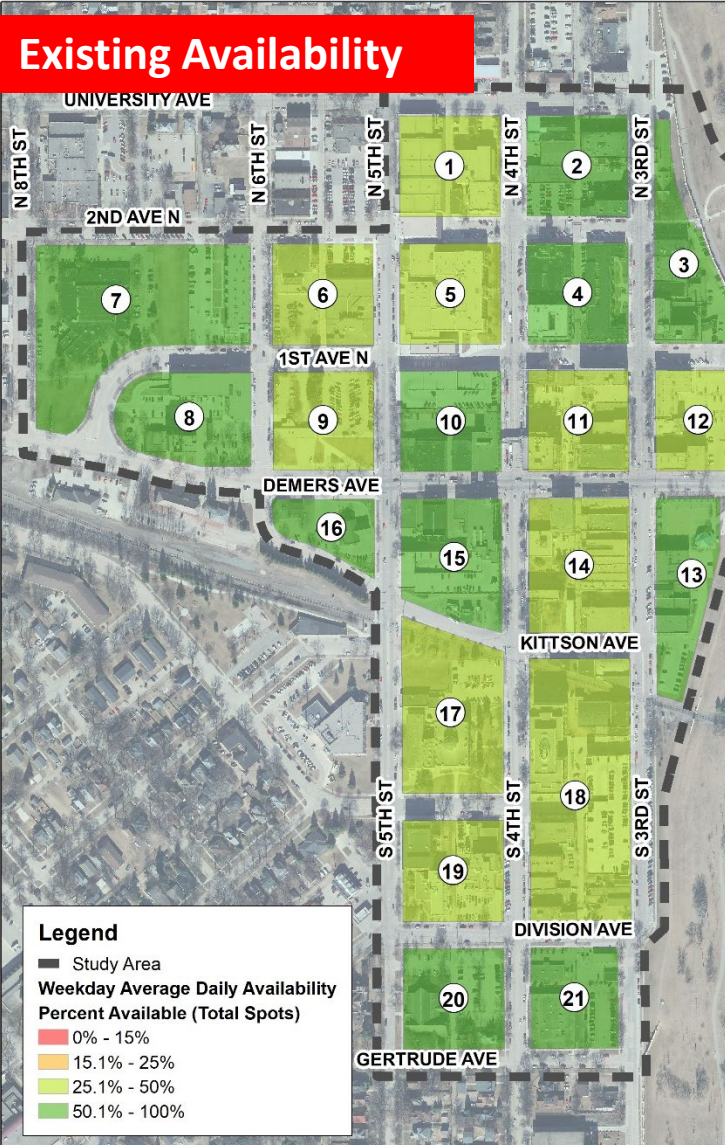 Existing Availability
UNIVERSITY AVE
N 8TH ST
N 6TH ST
N 5TH ST
N 4TH ST
N 3RD ST
1
2
2ND AVE N
3
7
6
5
4
1ST AVE N
8
9
10
11
12
DEMERS AVE
16
15
14
13
KITTSON AVE
17
18
S 5TH ST
S 4TH ST
S 3RD ST
19
DIVISION AVE
20
21
GERTRUDE AVE
Legend
Study Area
Weekday Average Daily Availability
Percent Available (Total Spots)
0% - 15%
15.1% - 25%
25.1% - 50%
50.1% - 100%